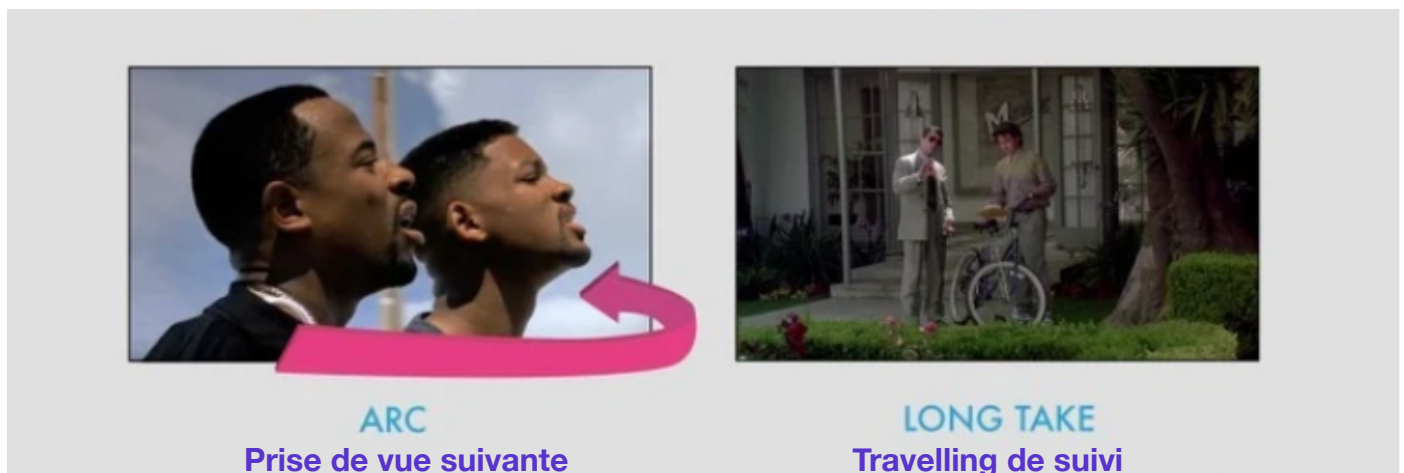 ARC
LONG TAKE
Prise de vue suivante
Travelling de suivi